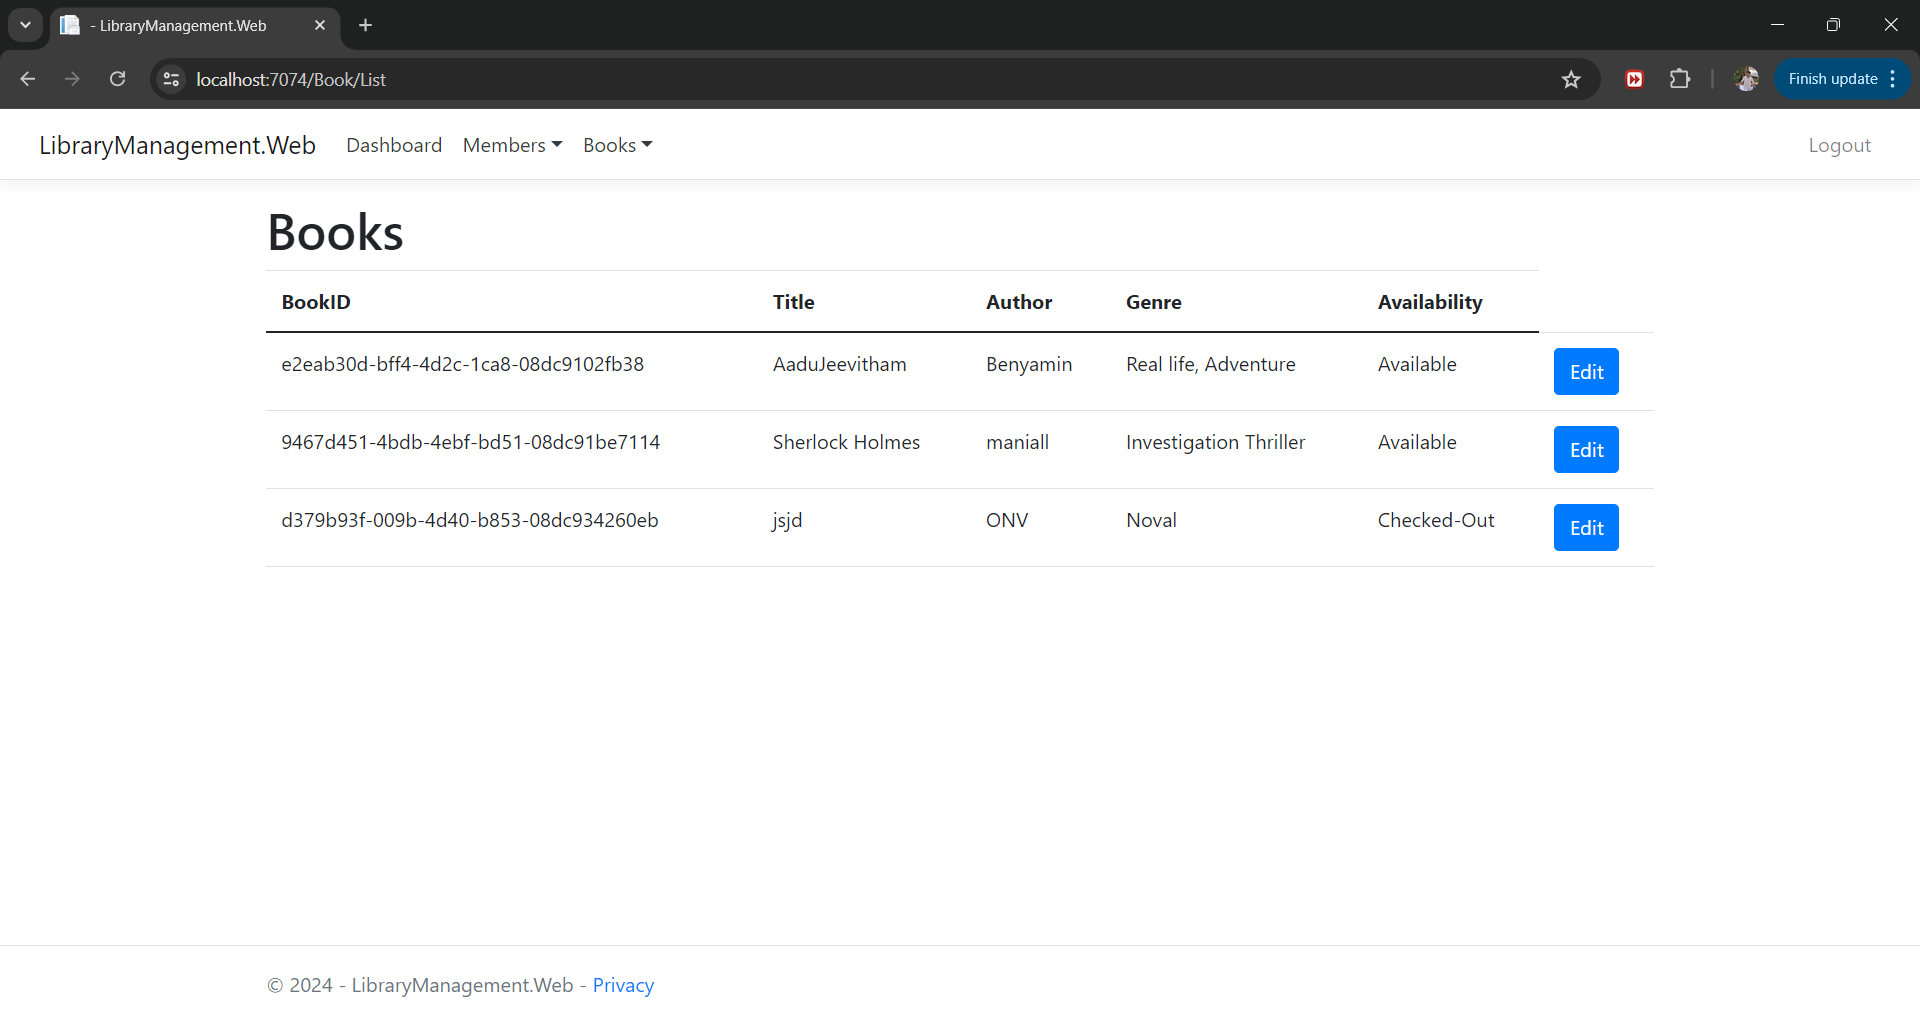 - LibraryManagement.Web
localhost:7074/Book/List
Finish update
LibraryManagement.Web Dashboard Members Books Logout
Books
BookID Title Author Genre Availability
e2eab30d-bff4-4d2c-1ca8-08dc9102fb38 AaduJeevitham Benyamin Real life, Adventure Available Edit
9467d451-4bdb-4ebf-bd51-08dc91be7114 Sherlock Holmes maniall Investigation Thriller Available Edit
d379b93f-009b-4d40-b853-08dc934260eb jsjd ONV Noval Checked-Out Edit
© 2024 - LibraryManagement.Web - Privacy